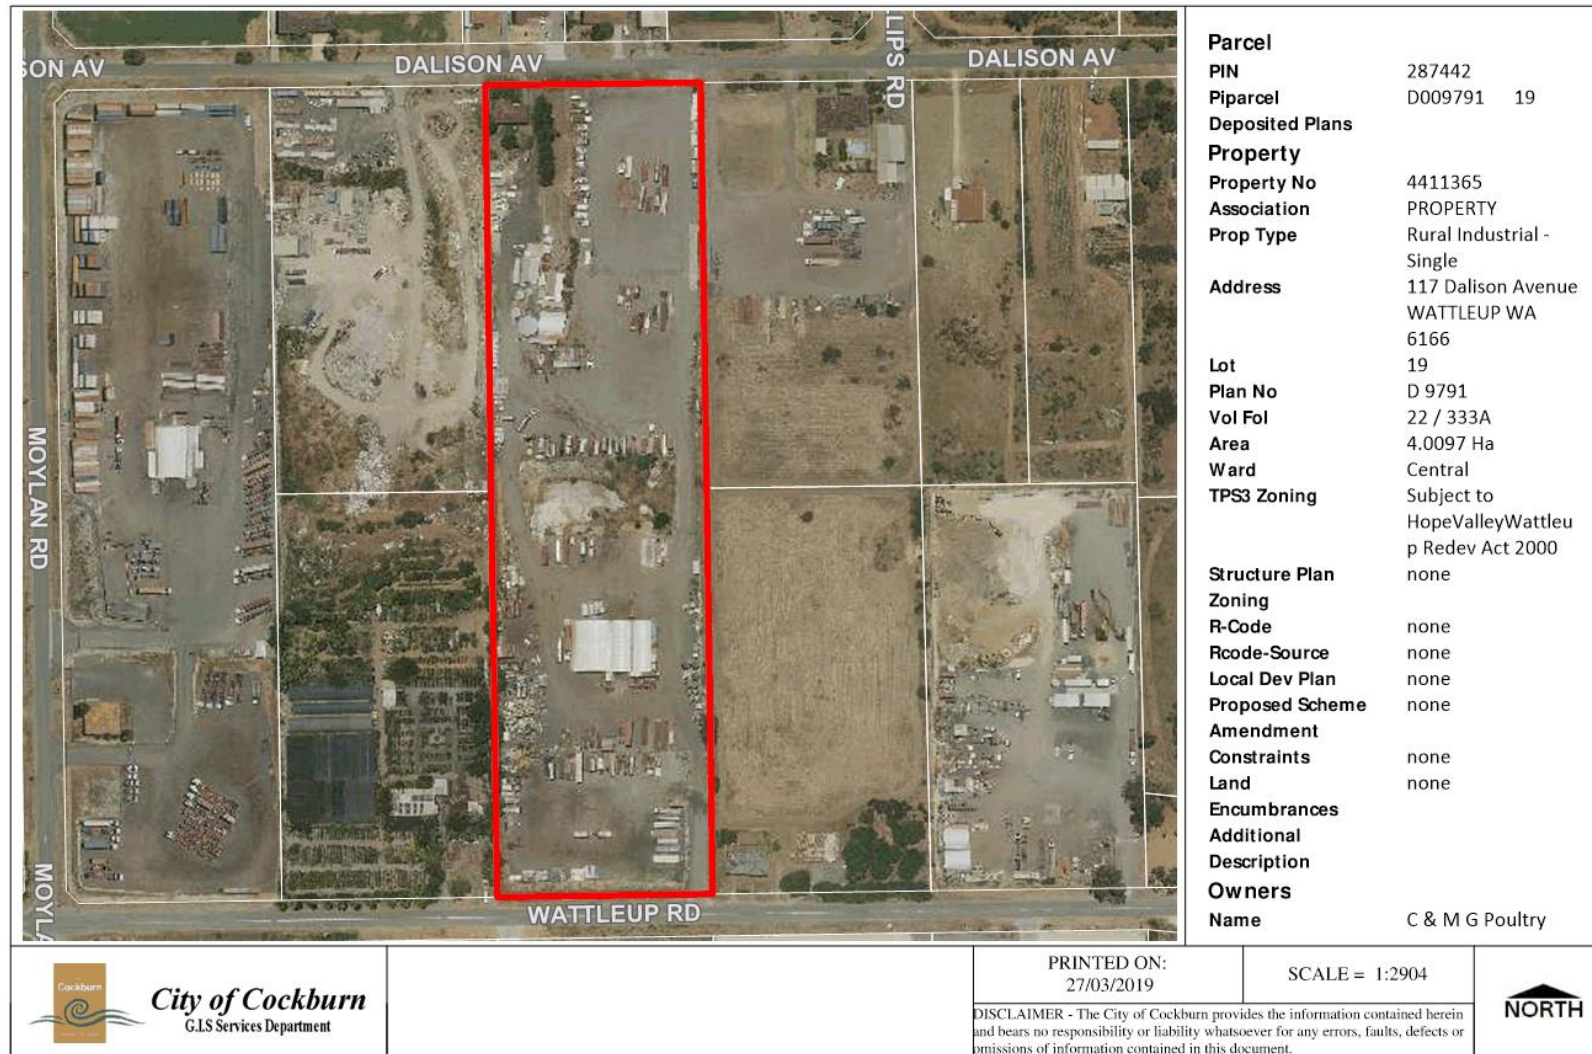 SON AV
DALISON AV
LIPS RD
DALISON AV
MOYLAN RD
MOYLA
WATTLEUP RD
Parcel
PIN 287442
Piparcel D009791 19
Deposited Plans
Property
Property No 4411365
Association PROPERTY
Prop Type Rural Industrial -
Single
Address 117 Dalison Avenue
WATTLEUP WA
6166
Lot 19
Plan No D 9791
Vol Fol 22 / 333A
Area 4.0097 Ha
Ward Central
TPS3 Zoning Subject to
HopeValleyWattleu
p Redev Act 2000
Structure Plan none
Zoning
R-Code none
Rcode-Source none
Local Dev Plan none
Proposed Scheme none
Amendment
Constraints none
Land none
Encumbrances
Additional
Description
Owners
Name C & M G Poultry
Cockburn
City of Cockburn
G.I.S Services Department
PRINTED ON:
27/03/2019
SCALE = 1:2904
DISCLAIMER - The City of Cockburn provides the information contained herein
and bears no responsibility or liability whatsoever for any errors, faults, defects or
omissions of information contained in this document.
NORTH